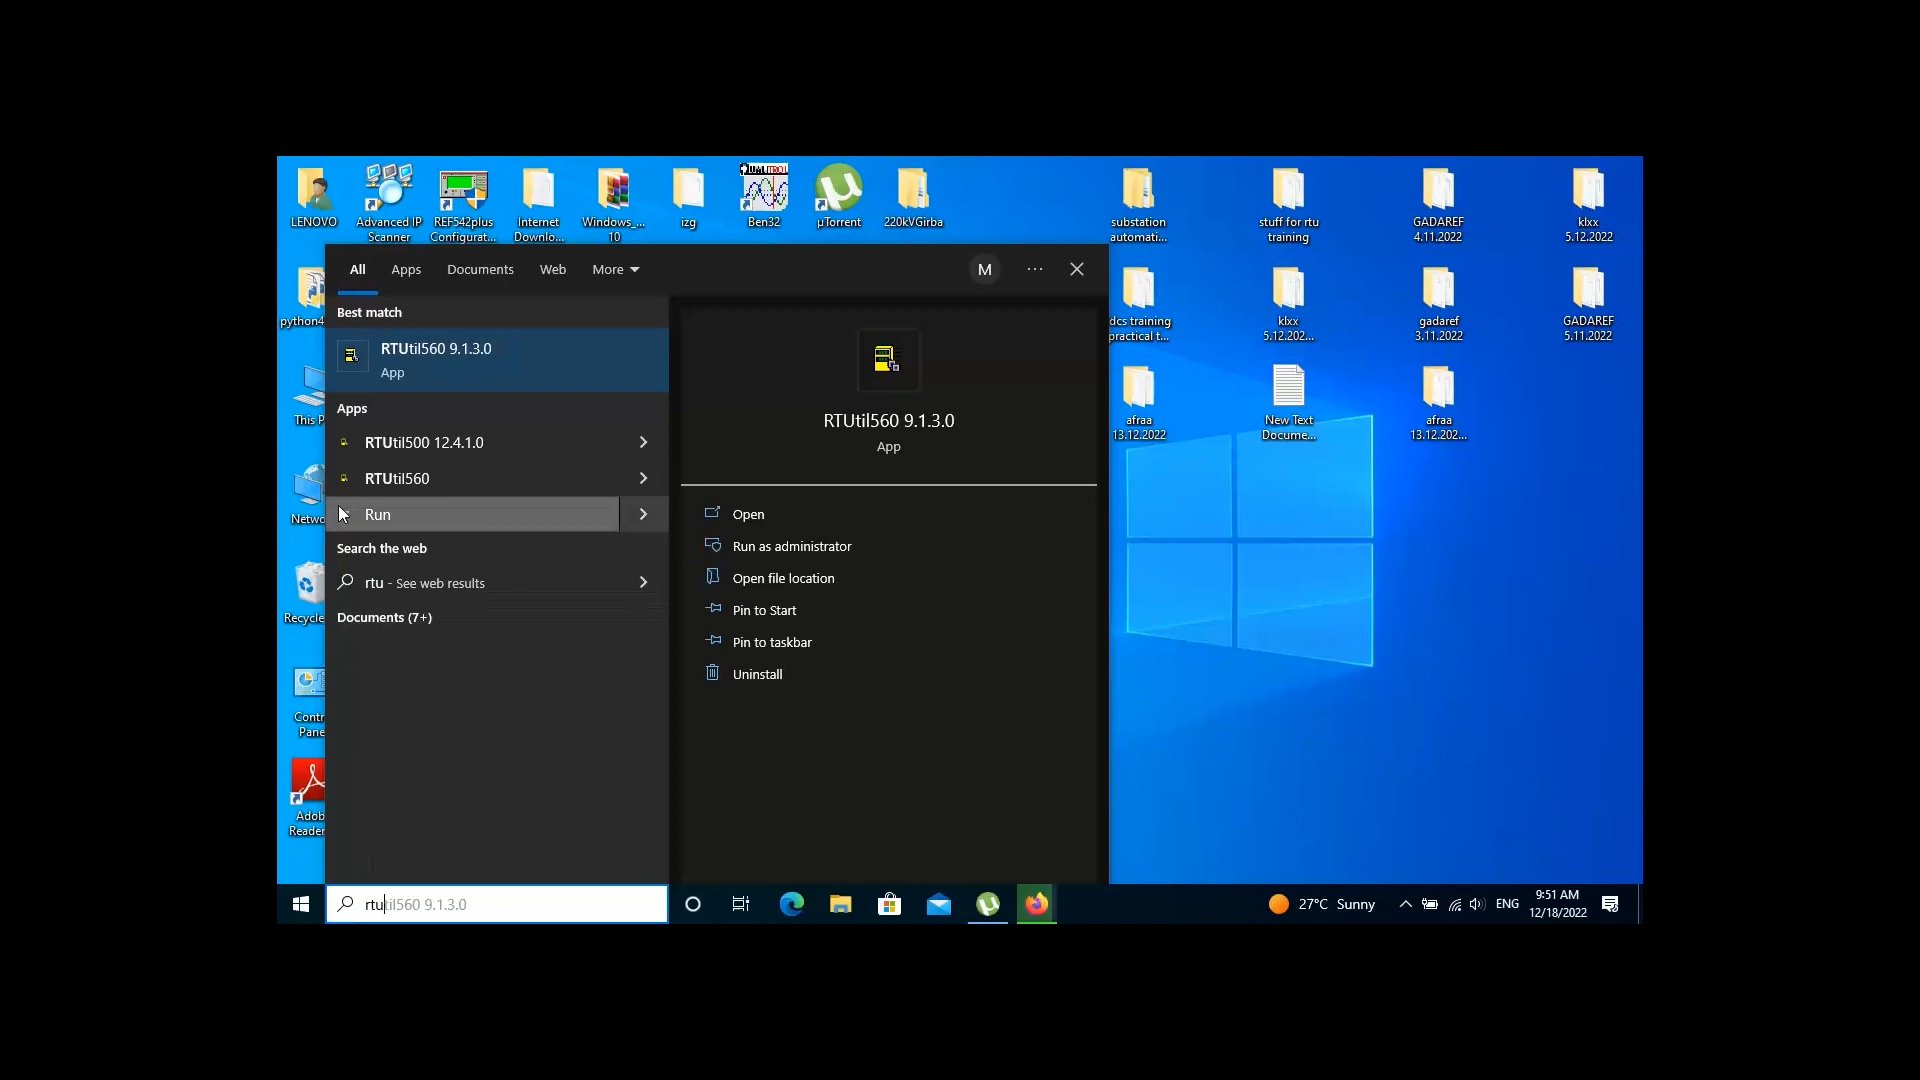 LENOVO
Advanced IP
Scanner
REF542plus
Configurat...
Internet
Downlo...
Windows_...
10
izg
Ben32
µTorrent
220kVGirba
substation
automati...
stuff for rtu
training
GADAREF
4.11.2022
klxx
5.12.2022
python4
dcs training
practical t...
klxx
5.12.202...
gadaref
3.11.2022
GADAREF
5.11.2022
This P
afraa
13.12.2022
New Text
Docume...
afraa
13.12.202...
Netwo
Recycle
Contr
Pane
Adob
Reader
All
Apps
Documents
Web
More
M
Best match
RTUtil560 9.1.3.0
App
Apps
RTUtil500 12.4.1.0
RTUtil560
Run
Search the web
rtu - See web results
Documents (7+)
RTUtil560 9.1.3.0
App
Open
Run as administrator
Open file location
Pin to Start
Pin to taskbar
Uninstall
rtutil560 9.1.3.0
27°C Sunny
ENG
9:51 AM
12/18/2022